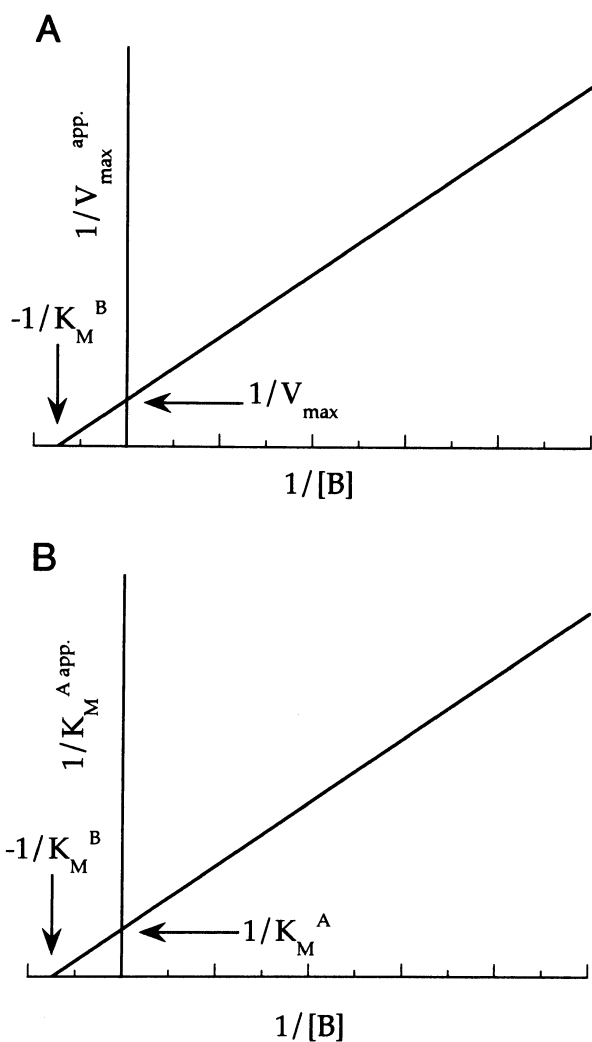 A
1/V_max^app.
-1/K_M^B
1/V_max
1/[B]
B
1/K_M^A app.
-1/K_M^B
1/K_M^A
1/[B]